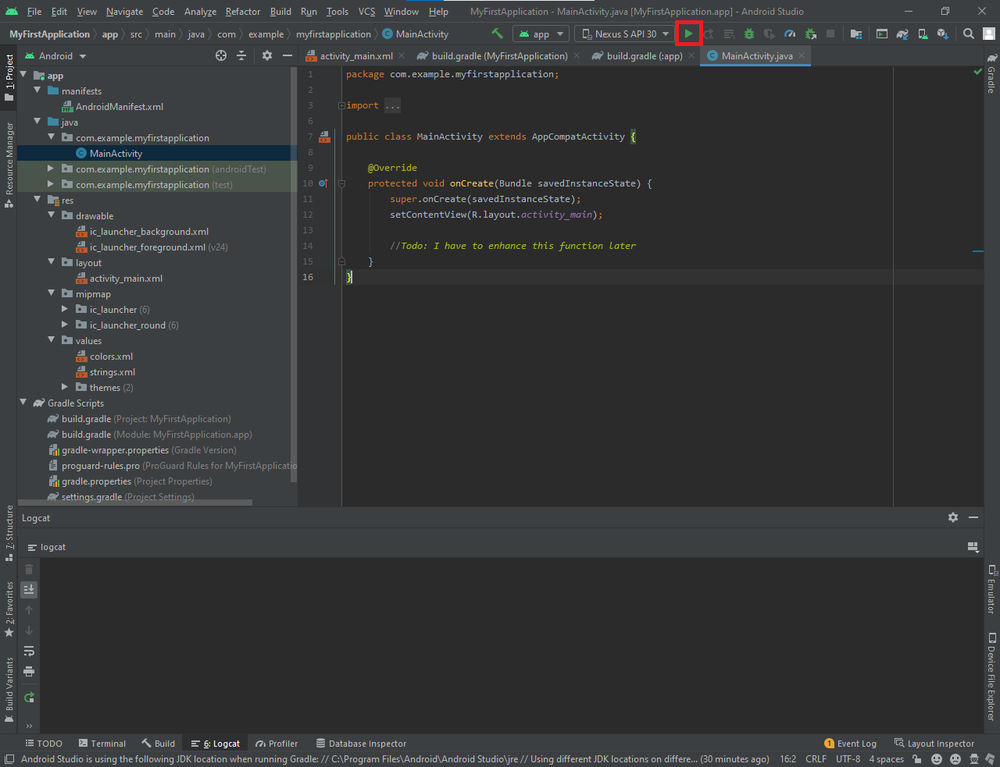 File Edit View Navigate Code Analyze Refactor Build Run Tools VCS Window Help MyFirstApplication - MainActivity.java [MyFirstApplication.app] - Android Studio
MyFirstApplication app src main java com example myfirstapplication MainActivity app Nexus S API 30
1: Project
Resource Manager
7: Structure
2: Favorites
Build Variants
Android
app
manifests
AndroidManifest.xml
java
com.example.myfirstapplication
MainActivity
com.example.myfirstapplication (androidTest)
com.example.myfirstapplication (test)
res
drawable
ic_launcher_background.xml
ic_launcher_foreground.xml (v24)
layout
activity_main.xml
mipmap
ic_launcher (6)
ic_launcher_round (6)
values
colors.xml
strings.xml
themes (2)
Gradle Scripts
build.gradle (Project: MyFirstApplication)
build.gradle (Module: MyFirstApplication.app)
gradle-wrapper.properties (Gradle Version)
proguard-rules.pro (ProGuard Rules for MyFirstApplicatio
gradle.properties (Project Properties)
settings.gradle (Project Settings)
activity_main.xml build.gradle (MyFirstApplication) build.gradle (:app) MainActivity.java
1 package com.example.myfirstapplication;
2
3 import ...
6
7 public class MainActivity extends AppCompatActivity {
8
9 @Override
10 protected void onCreate(Bundle savedInstanceState) {
11 super.onCreate(savedInstanceState);
12 setContentView(R.layout.activity_main);
13
14 //Todo: I have to enhance this function later
15 }
16 }
Gradle
Emulator
Device File Explorer
Logcat
logcat
TODO Terminal Build 6: Logcat Profiler Database Inspector 1 Event Log Layout Inspector
Android Studio is using the following JDK location when running Gradle: // C:\Program Files\Android\Android Studio\jre // Using different JDK locations on differe... (30 minutes ago) 16:2 CRLF UTF-8 4 spaces